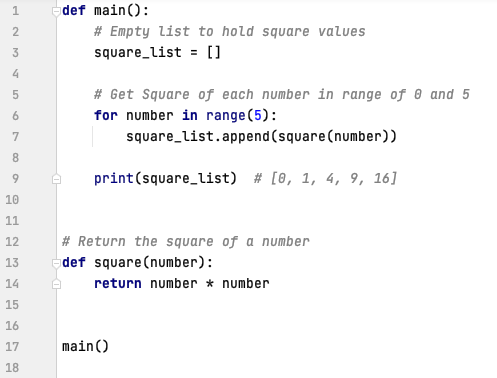 1 def main():
2     # Empty list to hold square values
3     square_list = []
4
5     # Get Square of each number in range of 0 and 5
6     for number in range(5):
7         square_list.append(square(number))
8
9     print(square_list)  # [0, 1, 4, 9, 16]
10
11
12 # Return the square of a number
13 def square(number):
14     return number * number
15
16
17 main()
18